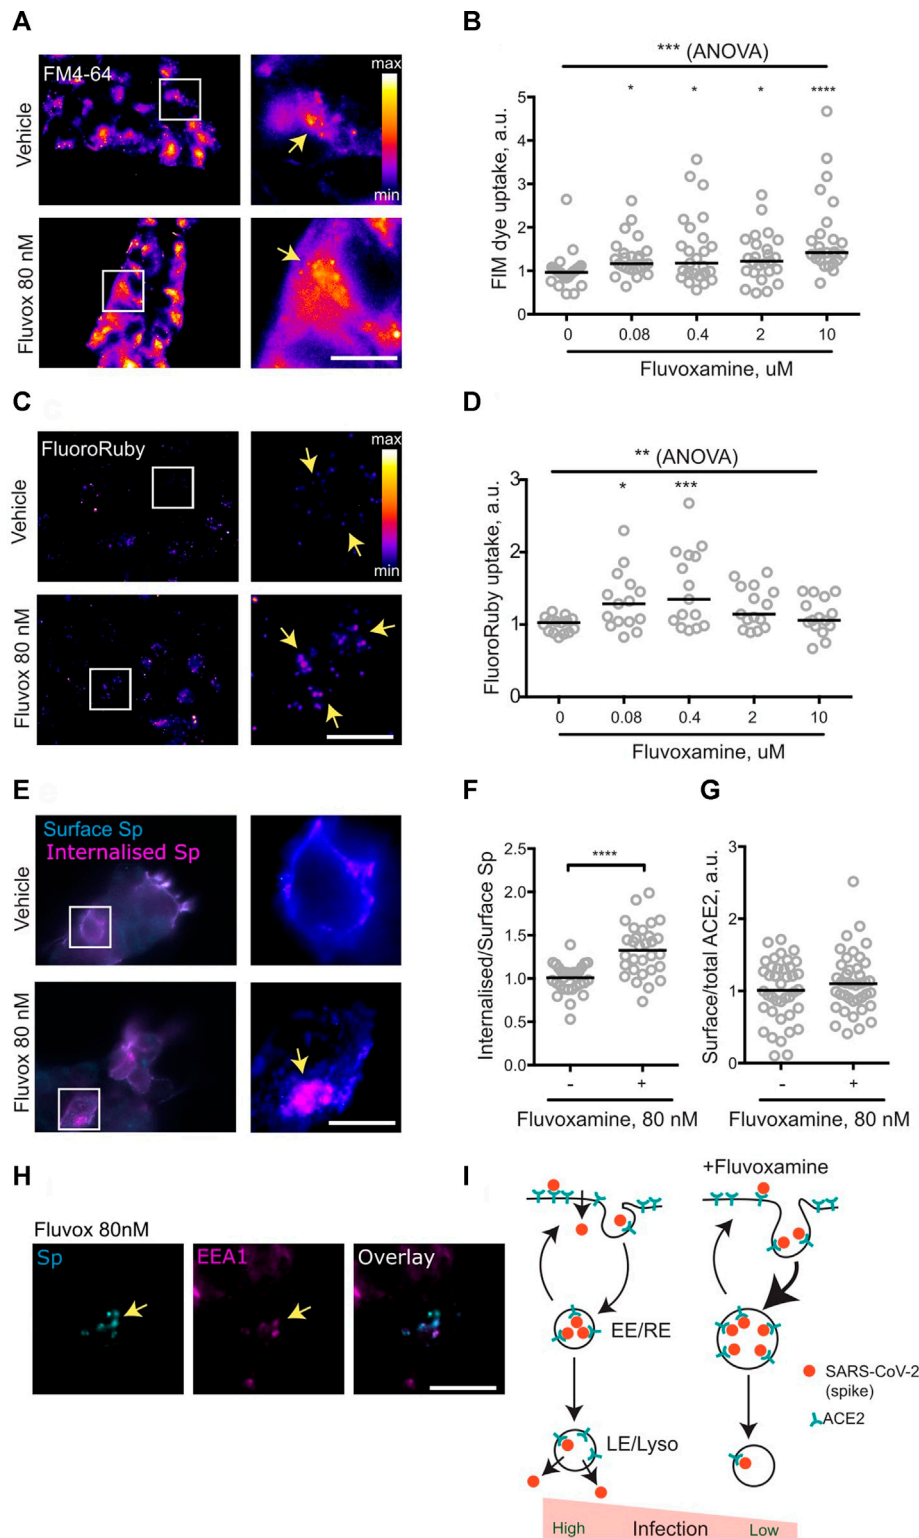 A
FM4-64
max
min
Vehicle
Fluvox 80 nM
B
*** (ANOVA)
* * * ****
FIM dye uptake, a.u.
5
4
3
2
1
0
0 0.08 0.4 2 10
Fluvoxamine, uM
C
FluoroRuby
max
min
Vehicle
Fluvox 80 nM
D
** (ANOVA)
* ***
FluoroRuby uptake, a.u.
3
2
1
0
0 0.08 0.4 2 10
Fluvoxamine, uM
E
Surface Sp
Internalised Sp
Vehicle
Fluvox 80 nM
F
****
Internalised/Surface Sp
2.5
2.0
1.5
1.0
0.5
0.0
- +
Fluvoxamine, 80 nM
G
Surface/total ACE2, a.u.
3
2
1
0
- +
Fluvoxamine, 80 nM
H
Fluvox 80nM
Sp
EEA1
Overlay
I
+Fluvoxamine
EE/RE
LE/Lyso
SARS-CoV-2
(spike)
ACE2
High Infection Low